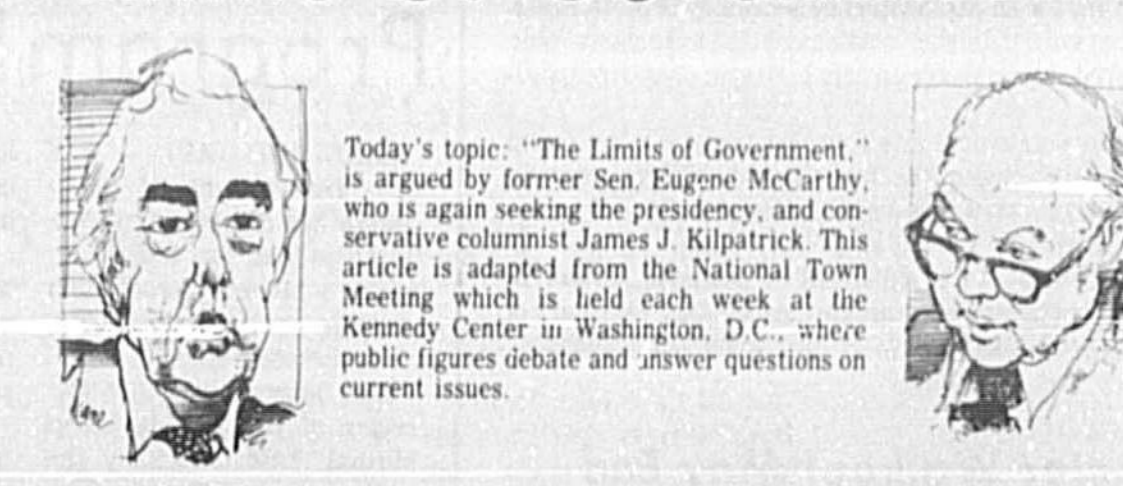 Today's topic: "The Limits of Government,"
is argued by former Sen. Eugene McCarthy,
who is again seeking the presidency, and con-
servative columnist James J. Kilpatrick. This
article is adapted from the National Town
Meeting which is held each week at the
Kennedy Center in Washington, D.C., where
public figures debate and answer questions on
current issues.